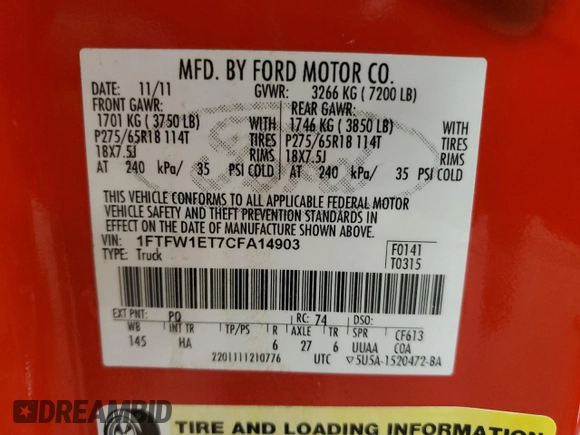 MFD. BY FORD MOTOR CO.
DATE: 11/11 GVWR: 3266 KG ( 7200 LB)
FRONT GAWR: REAR GAWR:
1701 KG ( 3750 LB) WITH 1746 KG ( 3850 LB) WITH
P275/65R18 114T TIRES P275/65R18 114T TIRES
18X7.5J RIMS 18X7.5J RIMS
AT 240 kPa/ 35 PSI COLD AT 240 kPa/ 35 PSI COLD
THIS VEHICLE CONFORMS TO ALL APPLICABLE FEDERAL MOTOR
VEHICLE SAFETY AND THEFT PREVENTION STANDARDS IN
EFFECT ON THE DATE OF MANUFACTURE SHOWN ABOVE.
VIN: 1FTFW1ET7CFA14903 F0141
TYPE: Truck T0315
EXT PNT: PQ RC: 74 DSO:
WB INT TR TP/PS R AXLE TR SPR CF613
145 HA 6 27 6 UUAA COA
2201111210776 UTC ▽5U5A-1520472-BA
DREAMBID
TIRE AND LOADING INFORMATION